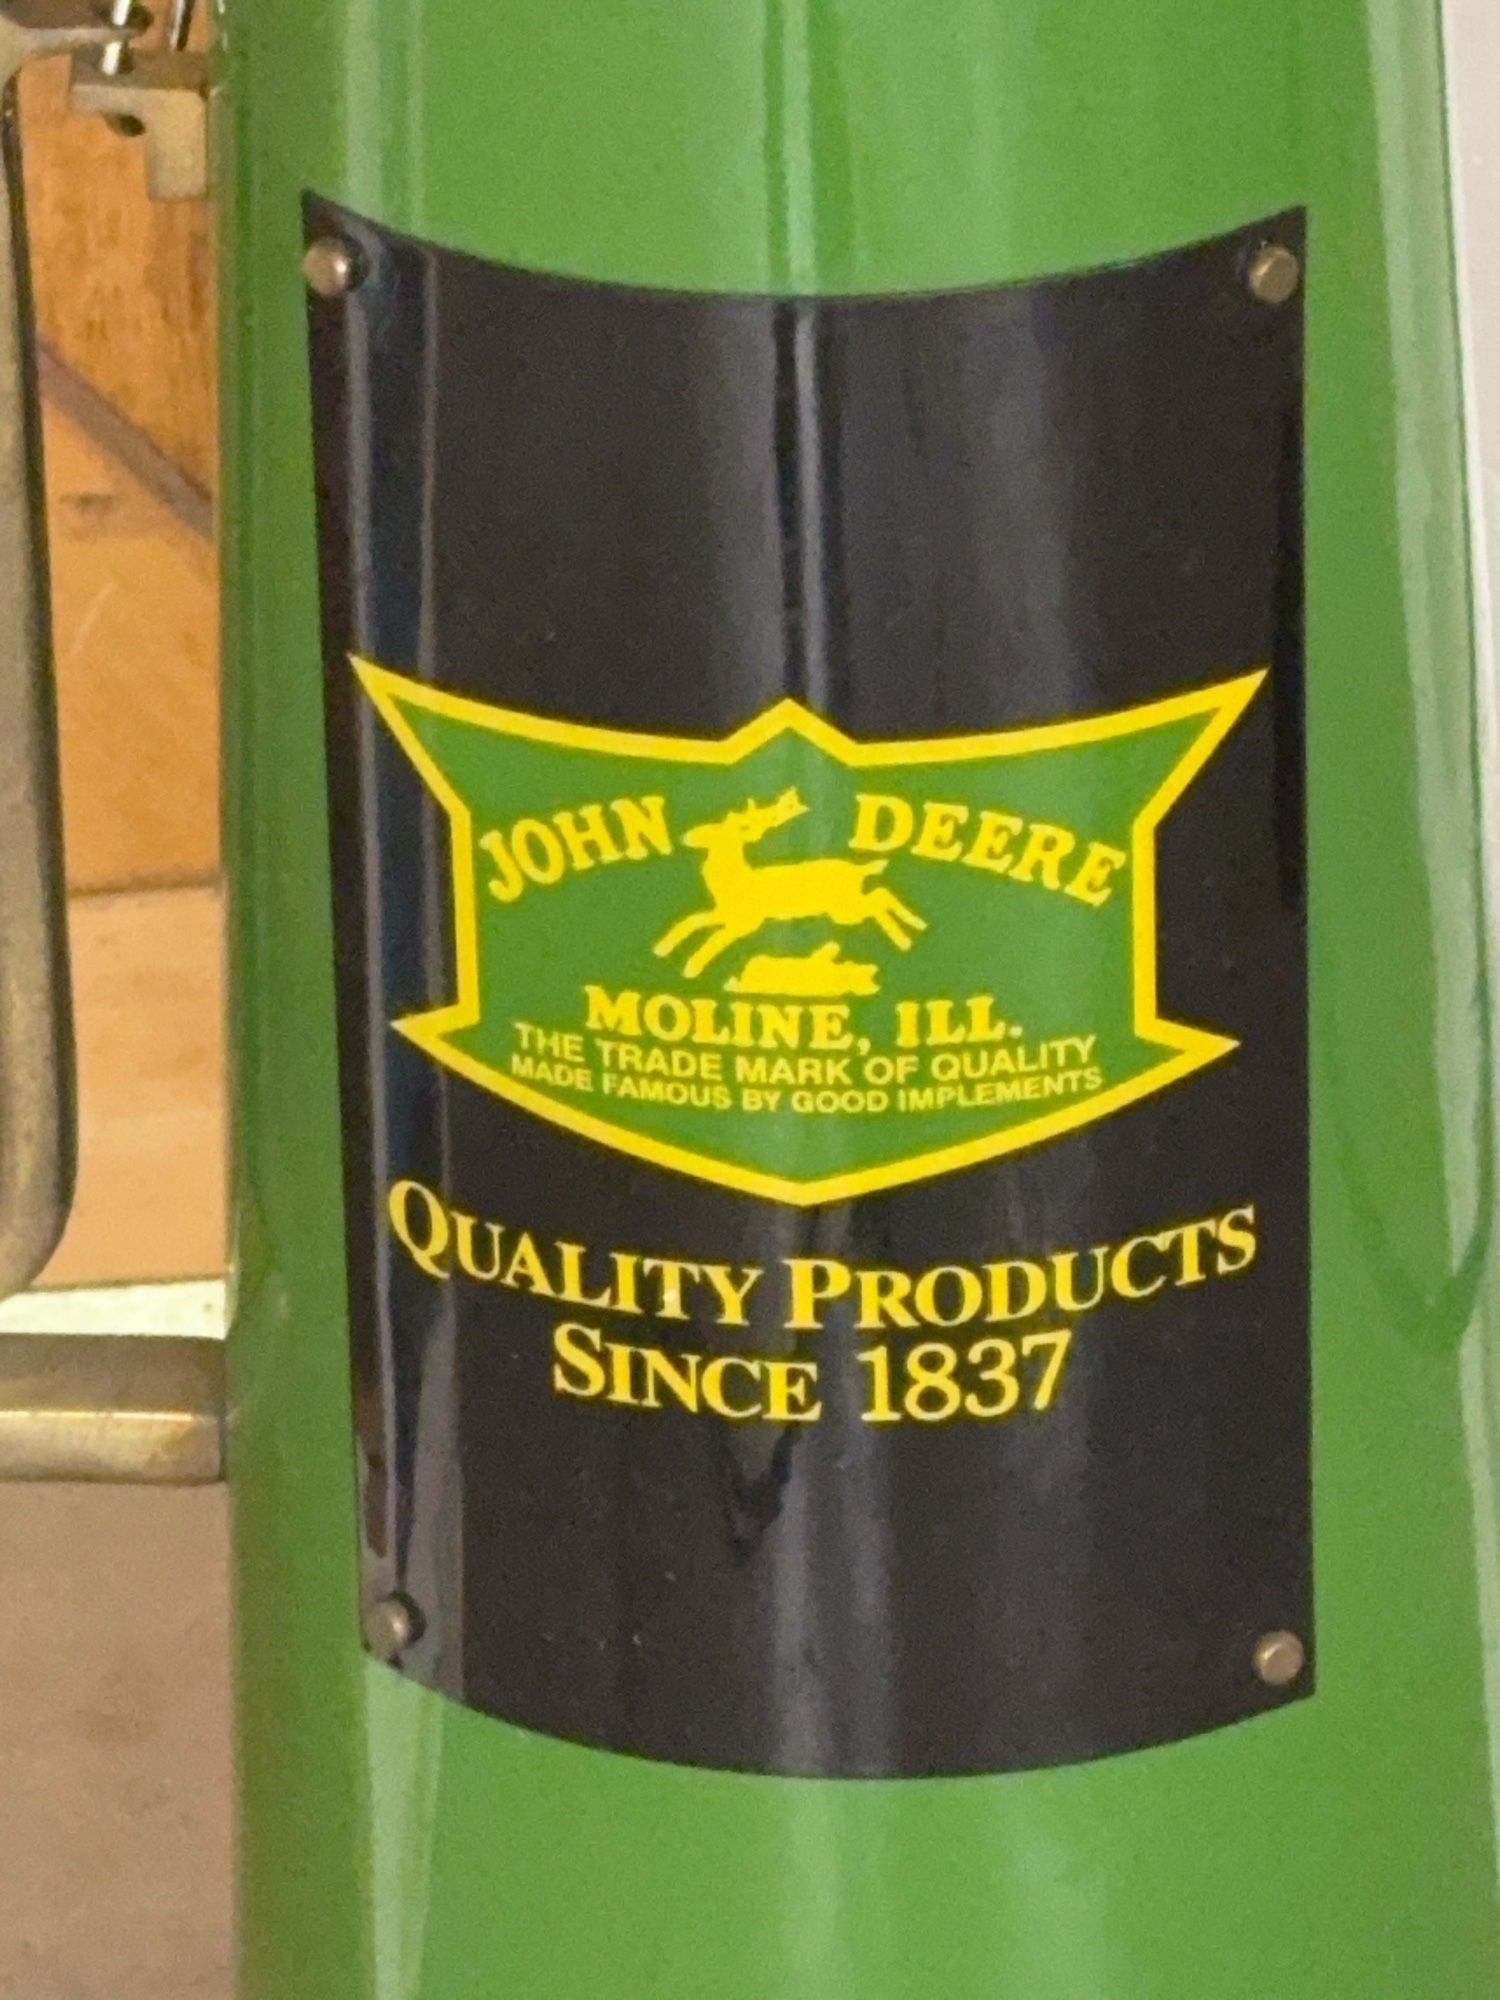 JOHN DEERE
MOLINE, ILL.
THE TRADE MARK OF QUALITY
MADE FAMOUS BY GOOD IMPLEMENTS
QUALITY PRODUCTS
SINCE 1837